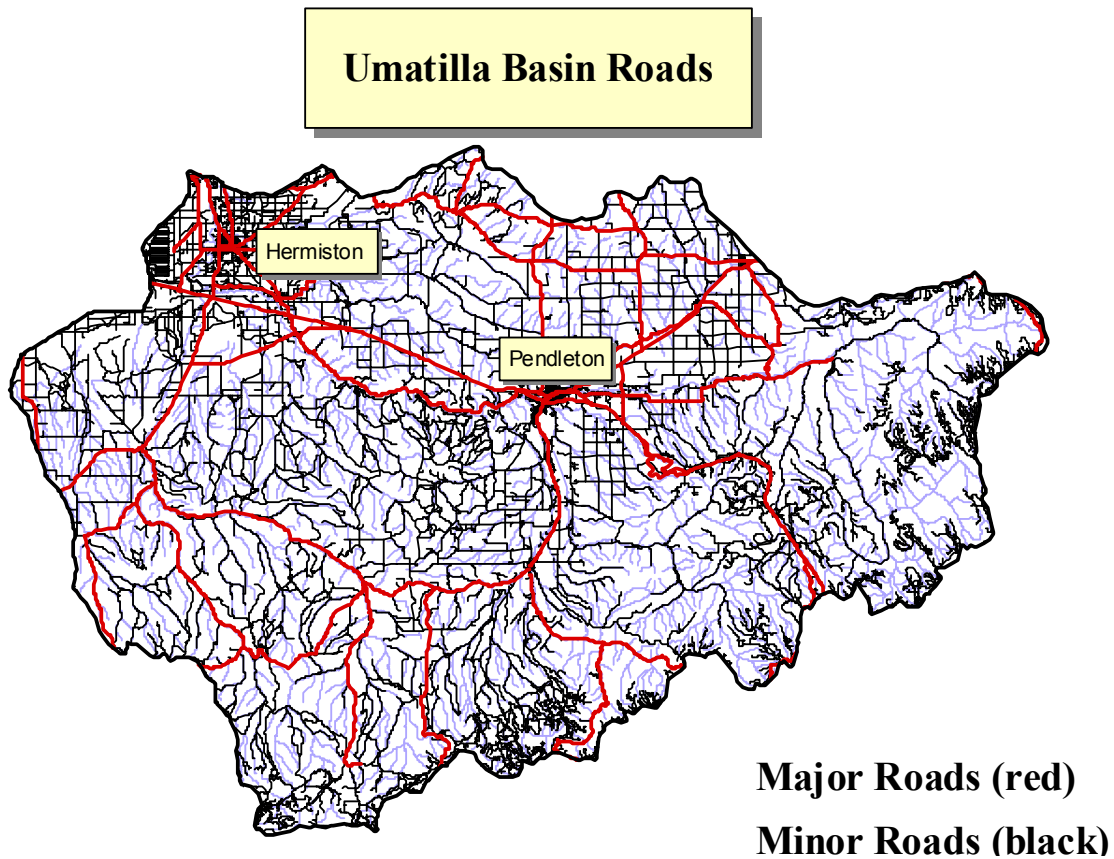 Umatilla Basin Roads
Hermiston
Pendleton
Major Roads (red)
Minor Roads (black)